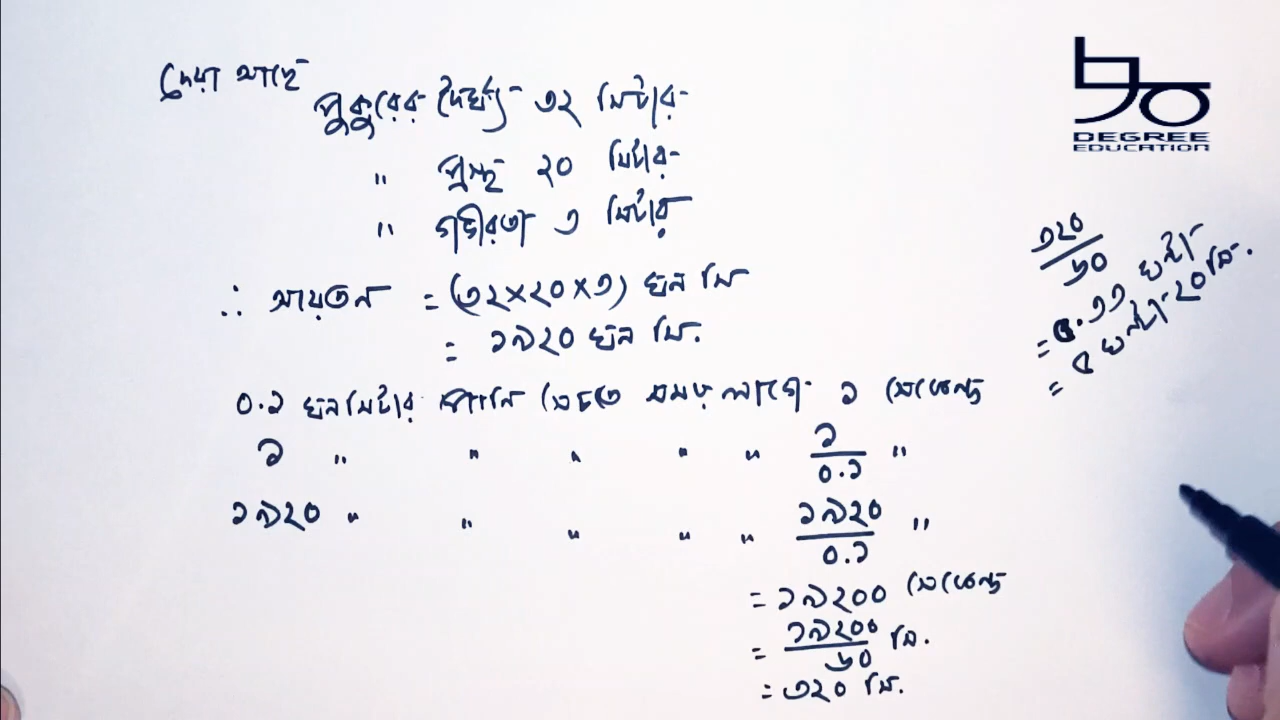 দেয়া আছে
পুকুরের দৈর্ঘ্য ৩২ মিটার
" প্রস্থ ২০ মিটার
" গভীরতা ৩ মিটার
∴ আয়তন = (৩২×২০×৩) ঘন মি
= ১৯২০ ঘন মি.
০.১ ঘনমিটার পানি সেচতে সময় লাগে ১ সেকেন্ড
১ " " " " " ১/০.১ "
১৯২০ " " " " " ১৯২০/০.১ "
= ১৯২০০ সেকেন্ড
= ১৯২০০/৬০ মি.
= ৩২০ মি.
৩২০/৬০
= ৫.৩৩ ঘন্টা
= ৫ ঘন্টা ২০ মি.
DEGREE
EDUCATION